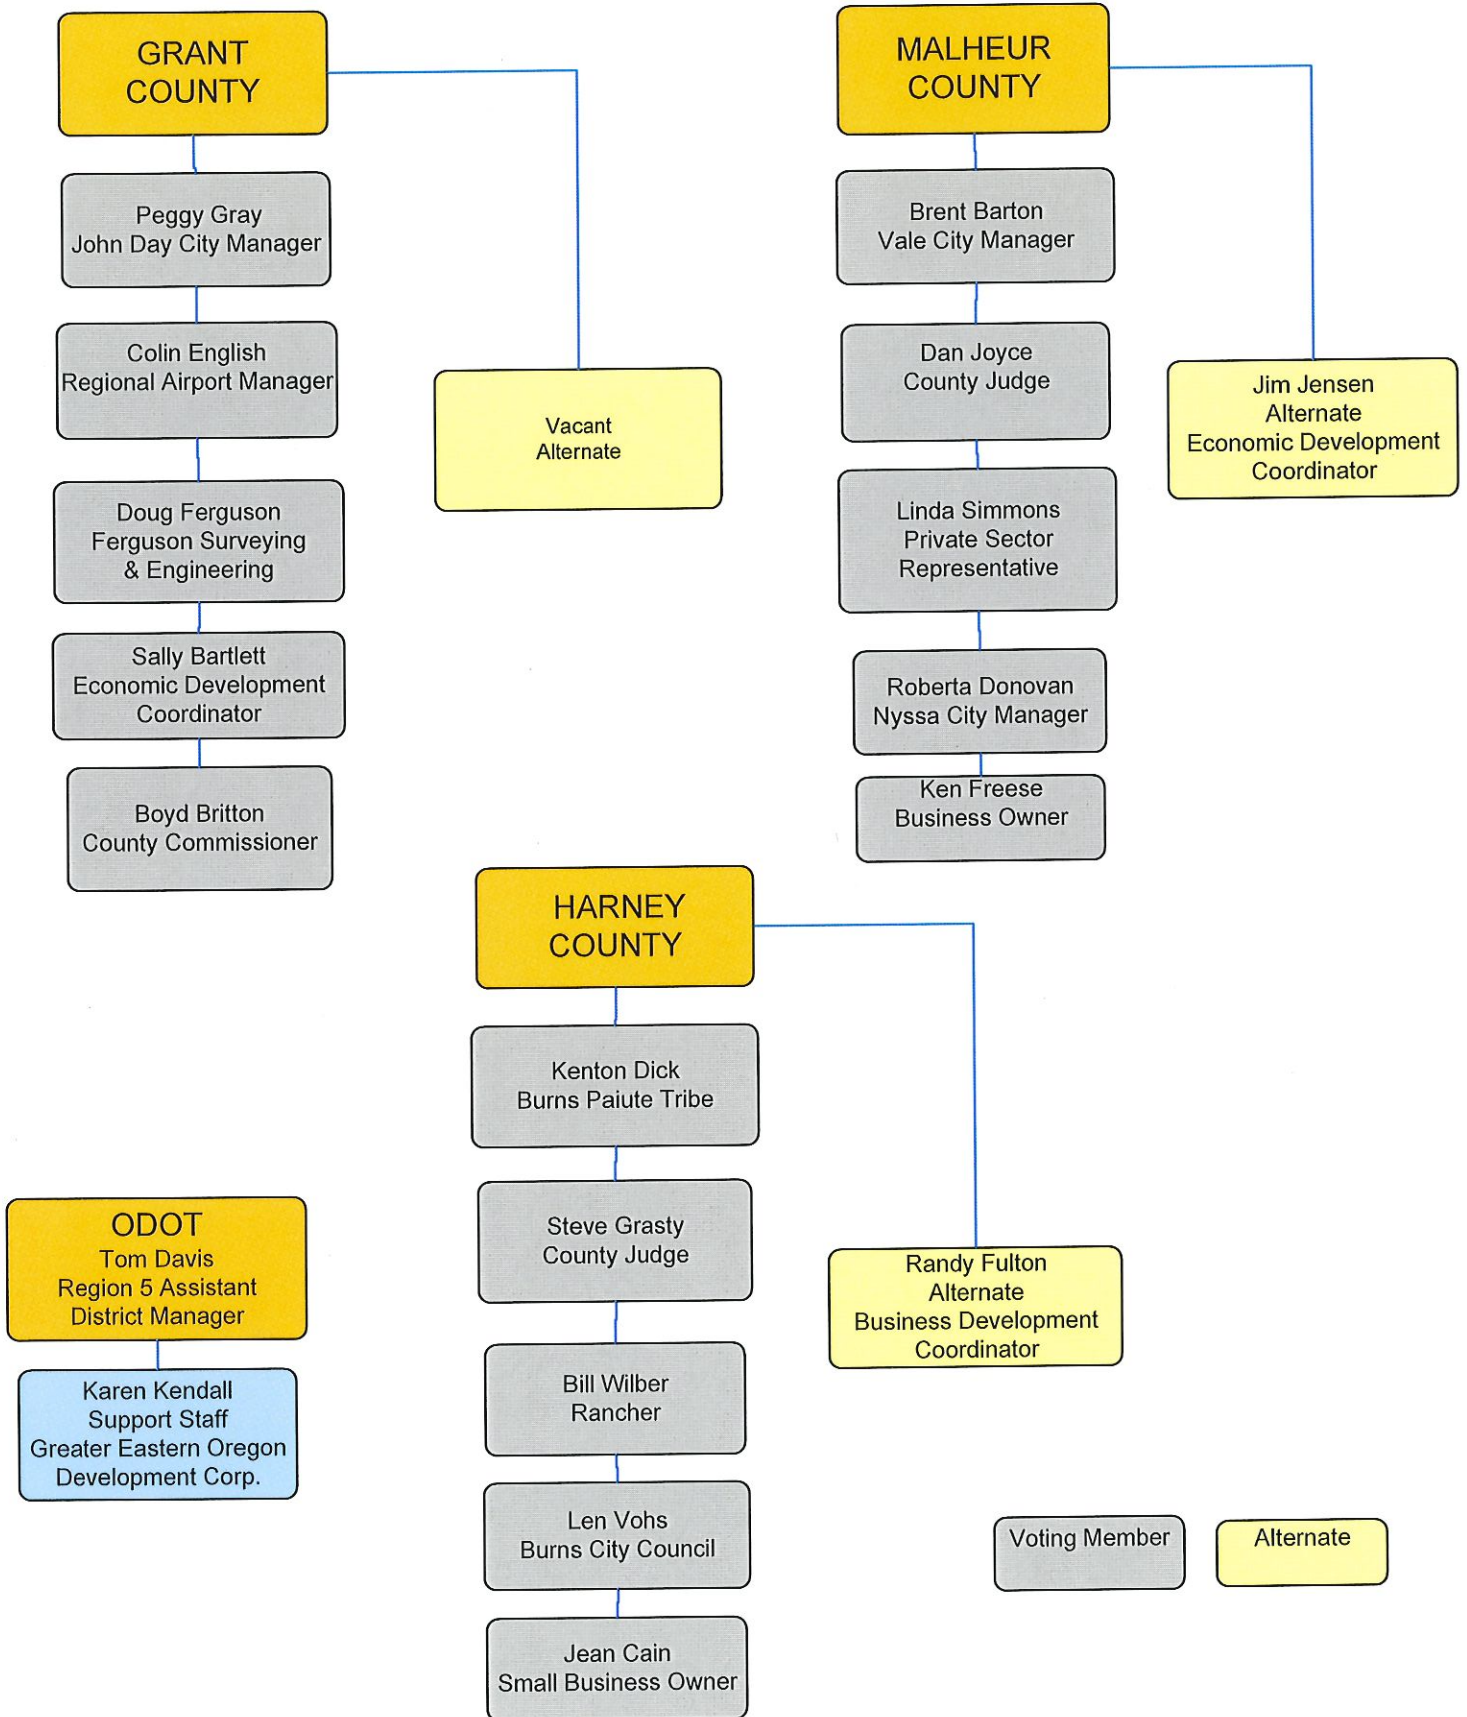 GRANT
COUNTY
Peggy Gray
John Day City Manager
Colin English
Regional Airport Manager
Doug Ferguson
Ferguson Surveying
& Engineering
Sally Bartlett
Economic Development
Coordinator
Boyd Britton
County Commissioner
Vacant
Alternate
MALHEUR
COUNTY
Brent Barton
Vale City Manager
Dan Joyce
County Judge
Linda Simmons
Private Sector
Representative
Roberta Donovan
Nyssa City Manager
Ken Freese
Business Owner
Jim Jensen
Alternate
Economic Development
Coordinator
HARNEY
COUNTY
Kenton Dick
Burns Paiute Tribe
Steve Grasty
County Judge
Bill Wilber
Rancher
Len Vohs
Burns City Council
Jean Cain
Small Business Owner
Randy Fulton
Alternate
Business Development
Coordinator
ODOT
Tom Davis
Region 5 Assistant
District Manager
Karen Kendall
Support Staff
Greater Eastern Oregon
Development Corp.
Voting Member
Alternate